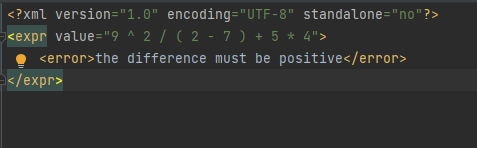 <?xml version="1.0" encoding="UTF-8" standalone="no"?>
<expr value="9 ^ 2 / ( 2 - 7 ) + 5 * 4">
<error>the difference must be positive</error>
</expr>